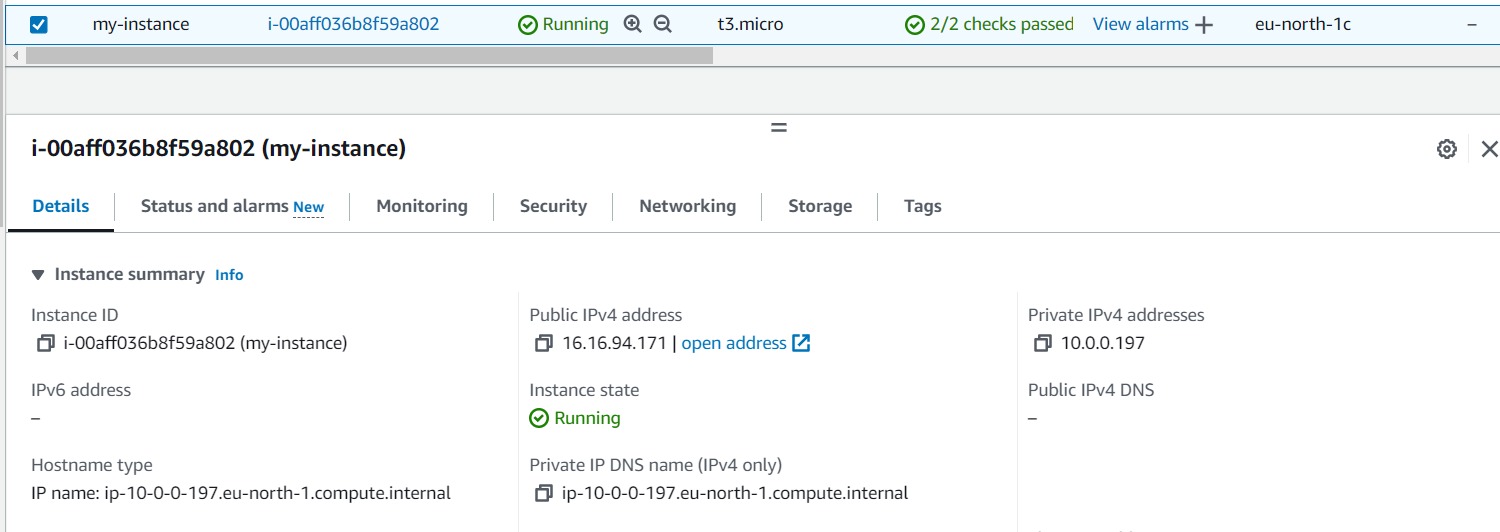 my-instance i-00aff036b8f59a802 Running t3.micro 2/2 checks passed View alarms + eu-north-1c –
i-00aff036b8f59a802 (my-instance)
Details Status and alarms New Monitoring Security Networking Storage Tags
Instance summary Info
Instance ID Public IPv4 address Private IPv4 addresses
i-00aff036b8f59a802 (my-instance) 16.16.94.171 | open address 10.0.0.197
IPv6 address Instance state Public IPv4 DNS
– Running –
Hostname type Private IP DNS name (IPv4 only)
IP name: ip-10-0-0-197.eu-north-1.compute.internal ip-10-0-0-197.eu-north-1.compute.internal